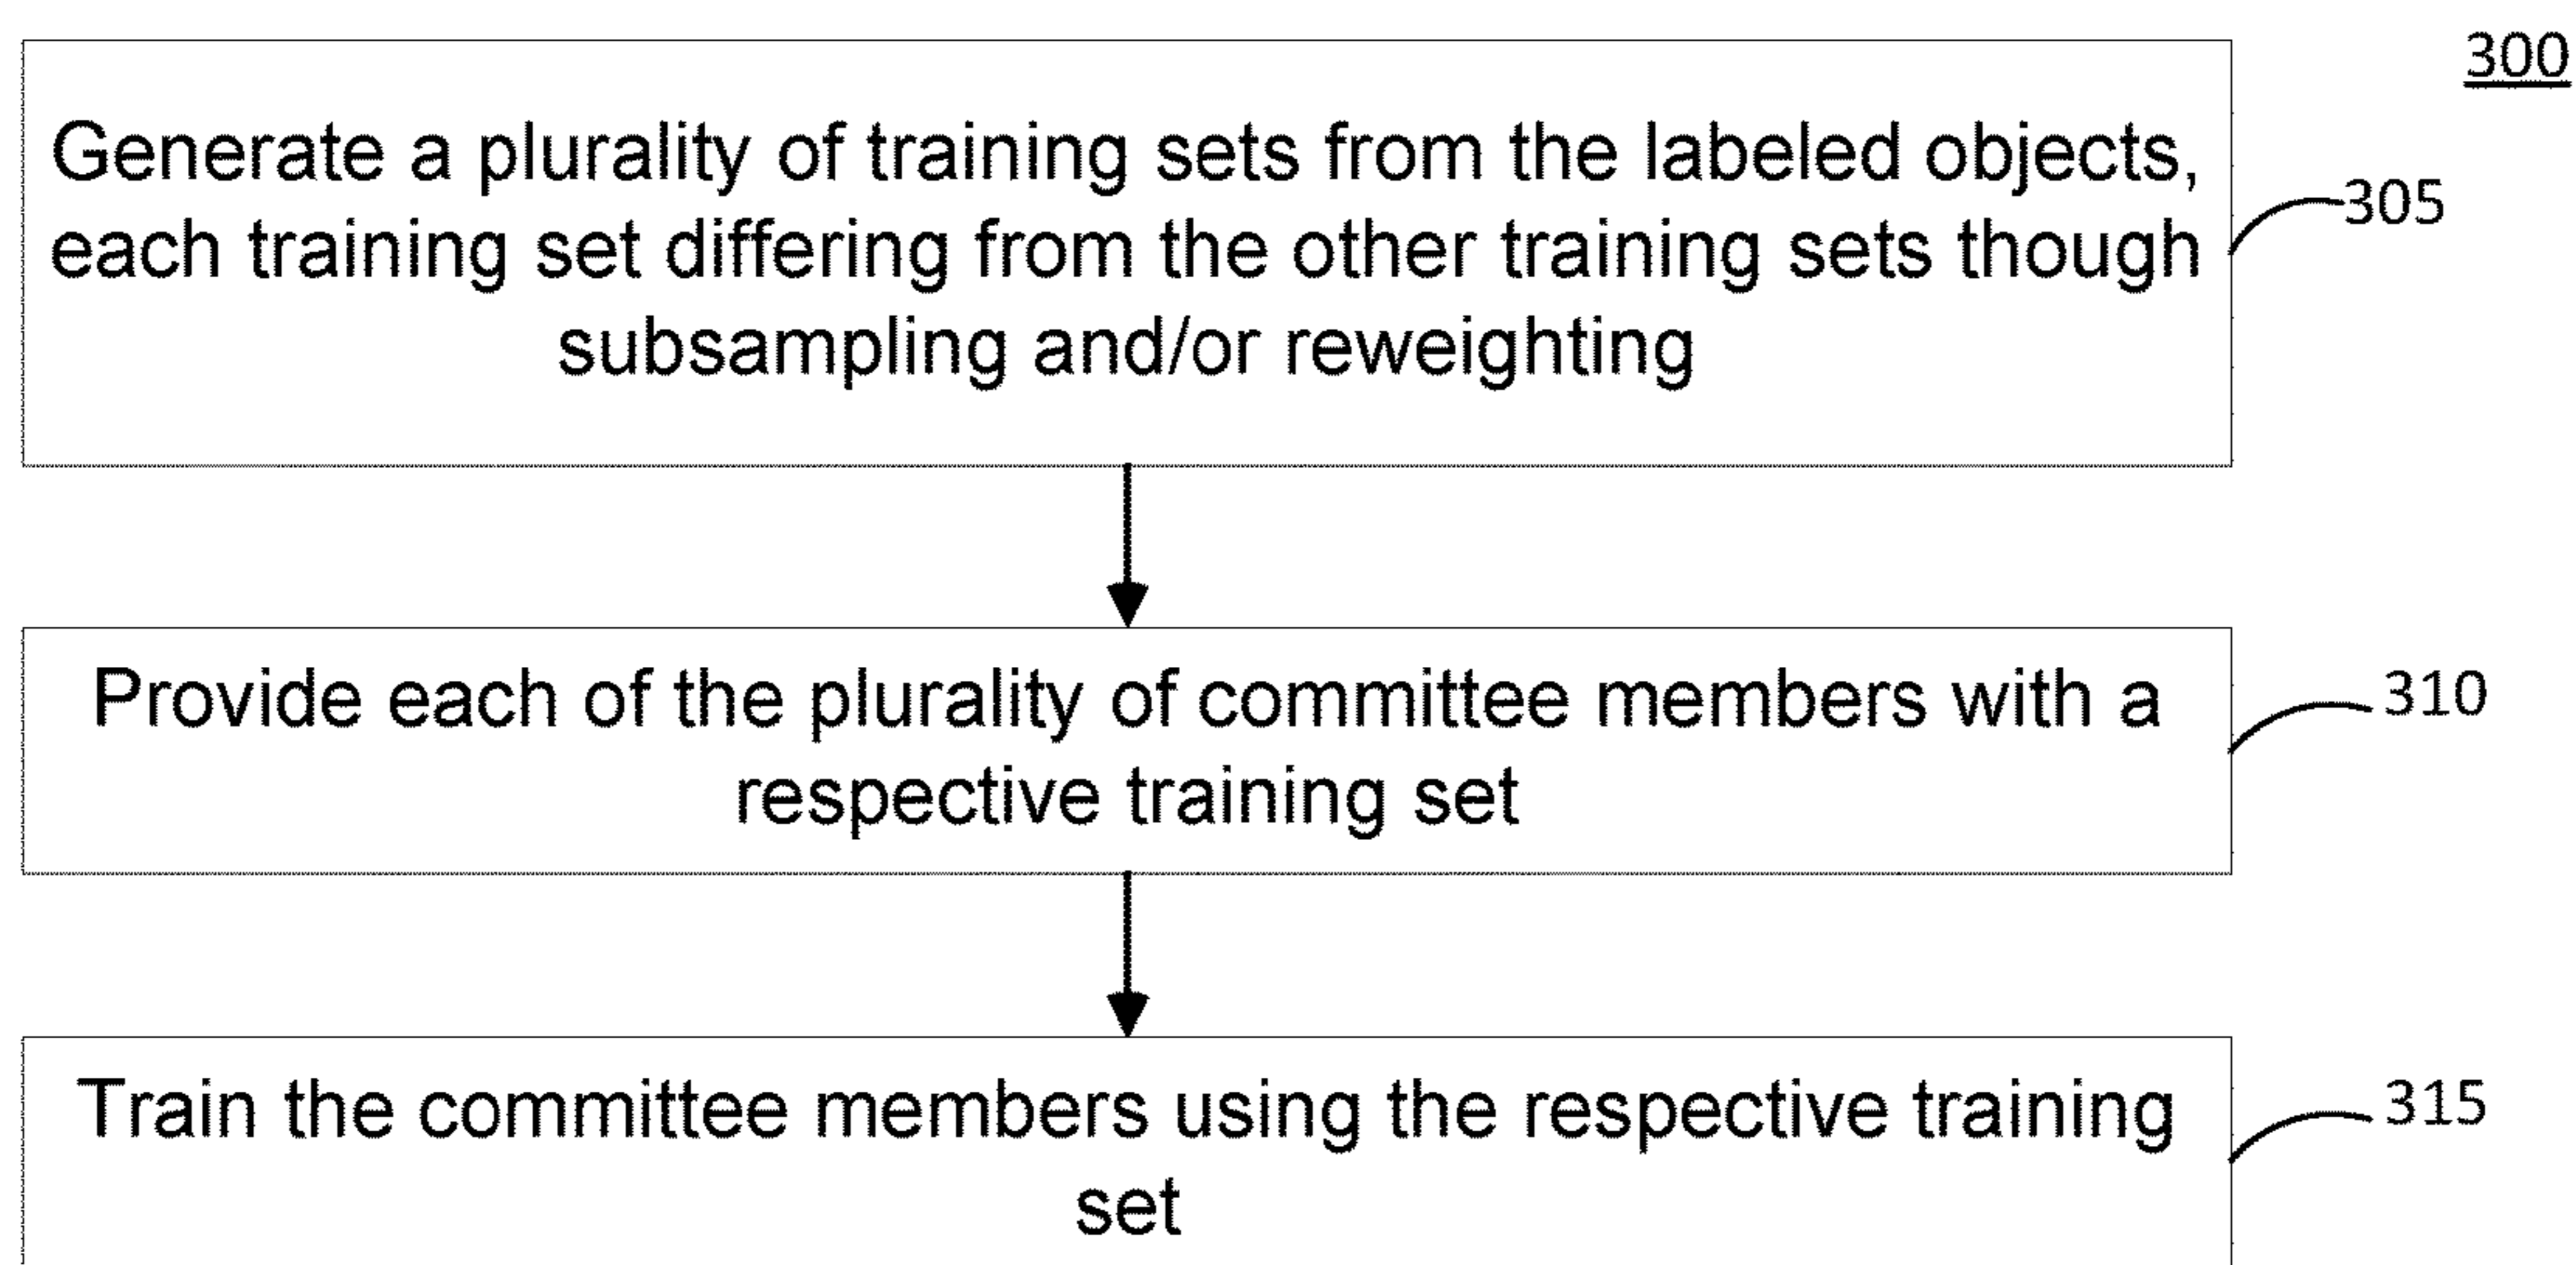 300
Generate a plurality of training sets from the labeled objects,
each training set differing from the other training sets though
subsampling and/or reweighting
305
Provide each of the plurality of committee members with a
respective training set
310
Train the committee members using the respective training
set
315